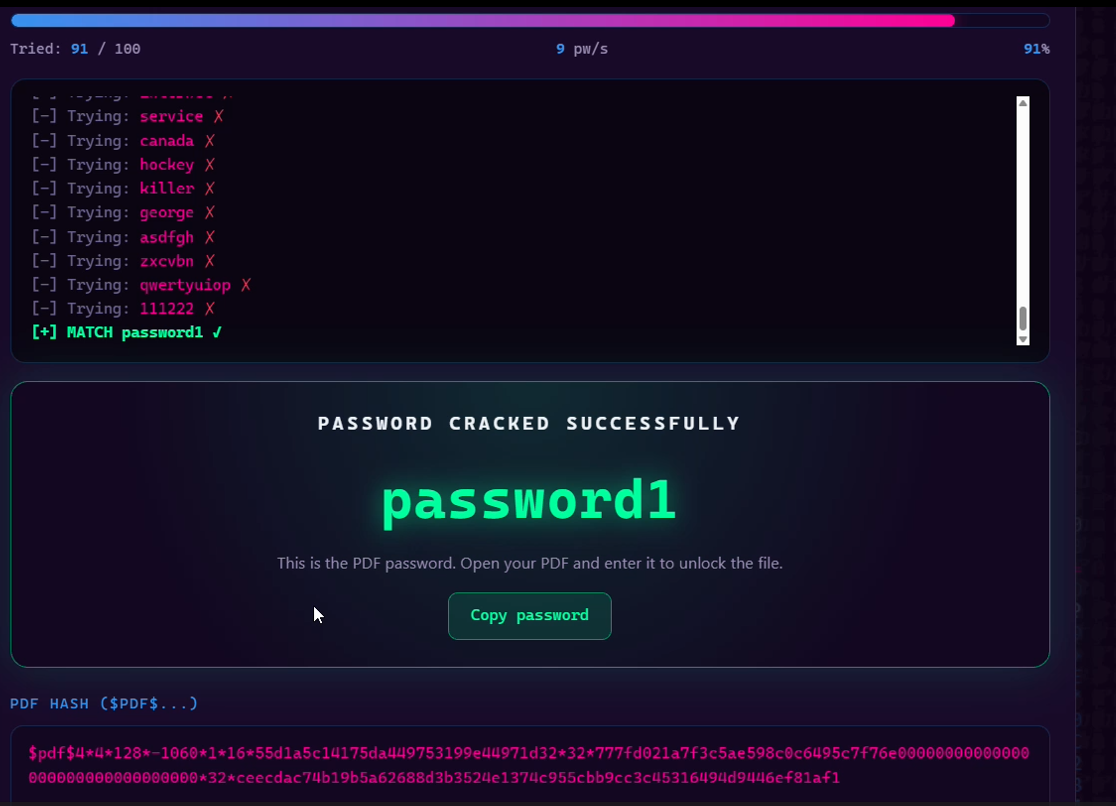 Tried: 91 / 100
9 pw/s
91%
[-] Trying:
[-] Trying: service X
[-] Trying: canada X
[-] Trying: hockey X
[-] Trying: killer X
[-] Trying: george X
[-] Trying: asdfgh X
[-] Trying: zxcvbn X
[-] Trying: qwertyuiop X
[-] Trying: 111222 X
[+] MATCH password1 ✓
PASSWORD CRACKED SUCCESSFULLY
password1
This is the PDF password. Open your PDF and enter it to unlock the file.
Copy password
PDF HASH ($PDF$...)
$pdf$4*4*128*-1060*1*16*55d1a5c14175da449753199e44971d32*32*777fd021a7f3c5ae598c0c6495c7f76e00000000000000
000000000000000000*32*ceecdac74b19b5a62688d3b3524e1374c955cbb9cc3c45316494d9446ef81af1